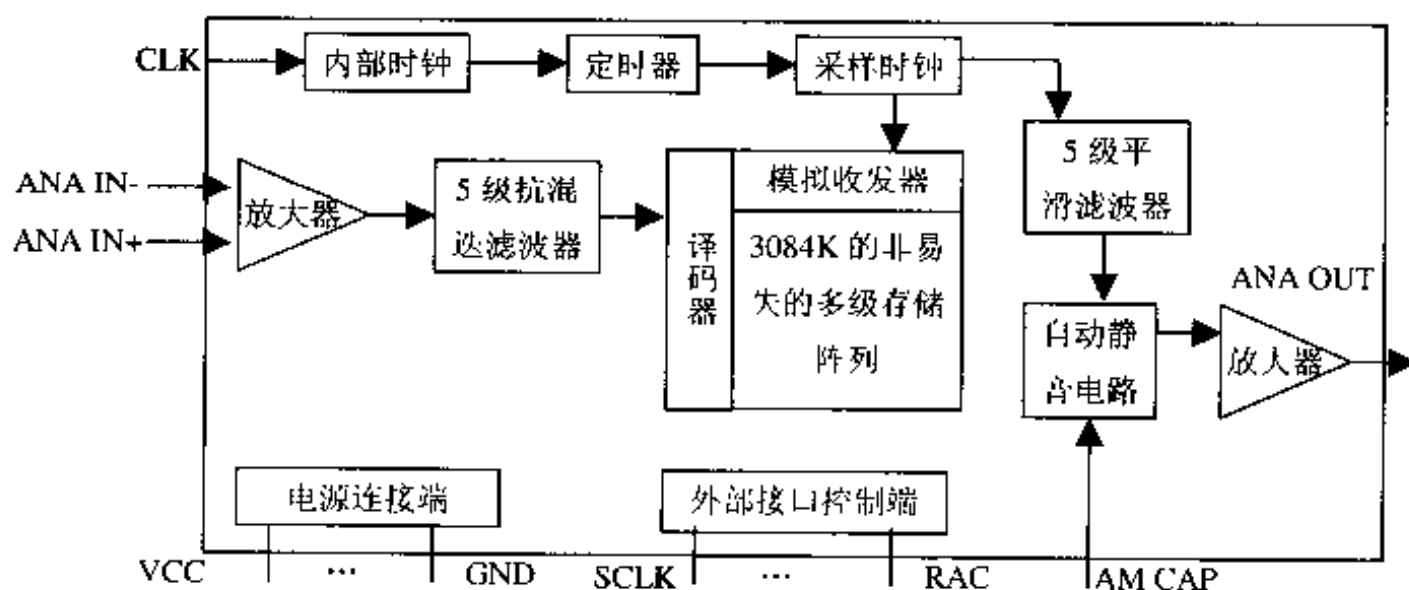 CLK
内部时钟
定时器
采样时钟
5 级平
滑滤波器
ANA IN-
ANA IN+
放大器
5 级抗混
迭滤波器
译
码
器
模拟收发器
3084K 的非易
失的多级存储
阵列
ANA OUT
自动静
音电路
放大器
电源连接端
外部接口控制端
VCC
...
GND
SCLK
...
RAC
AM CAP